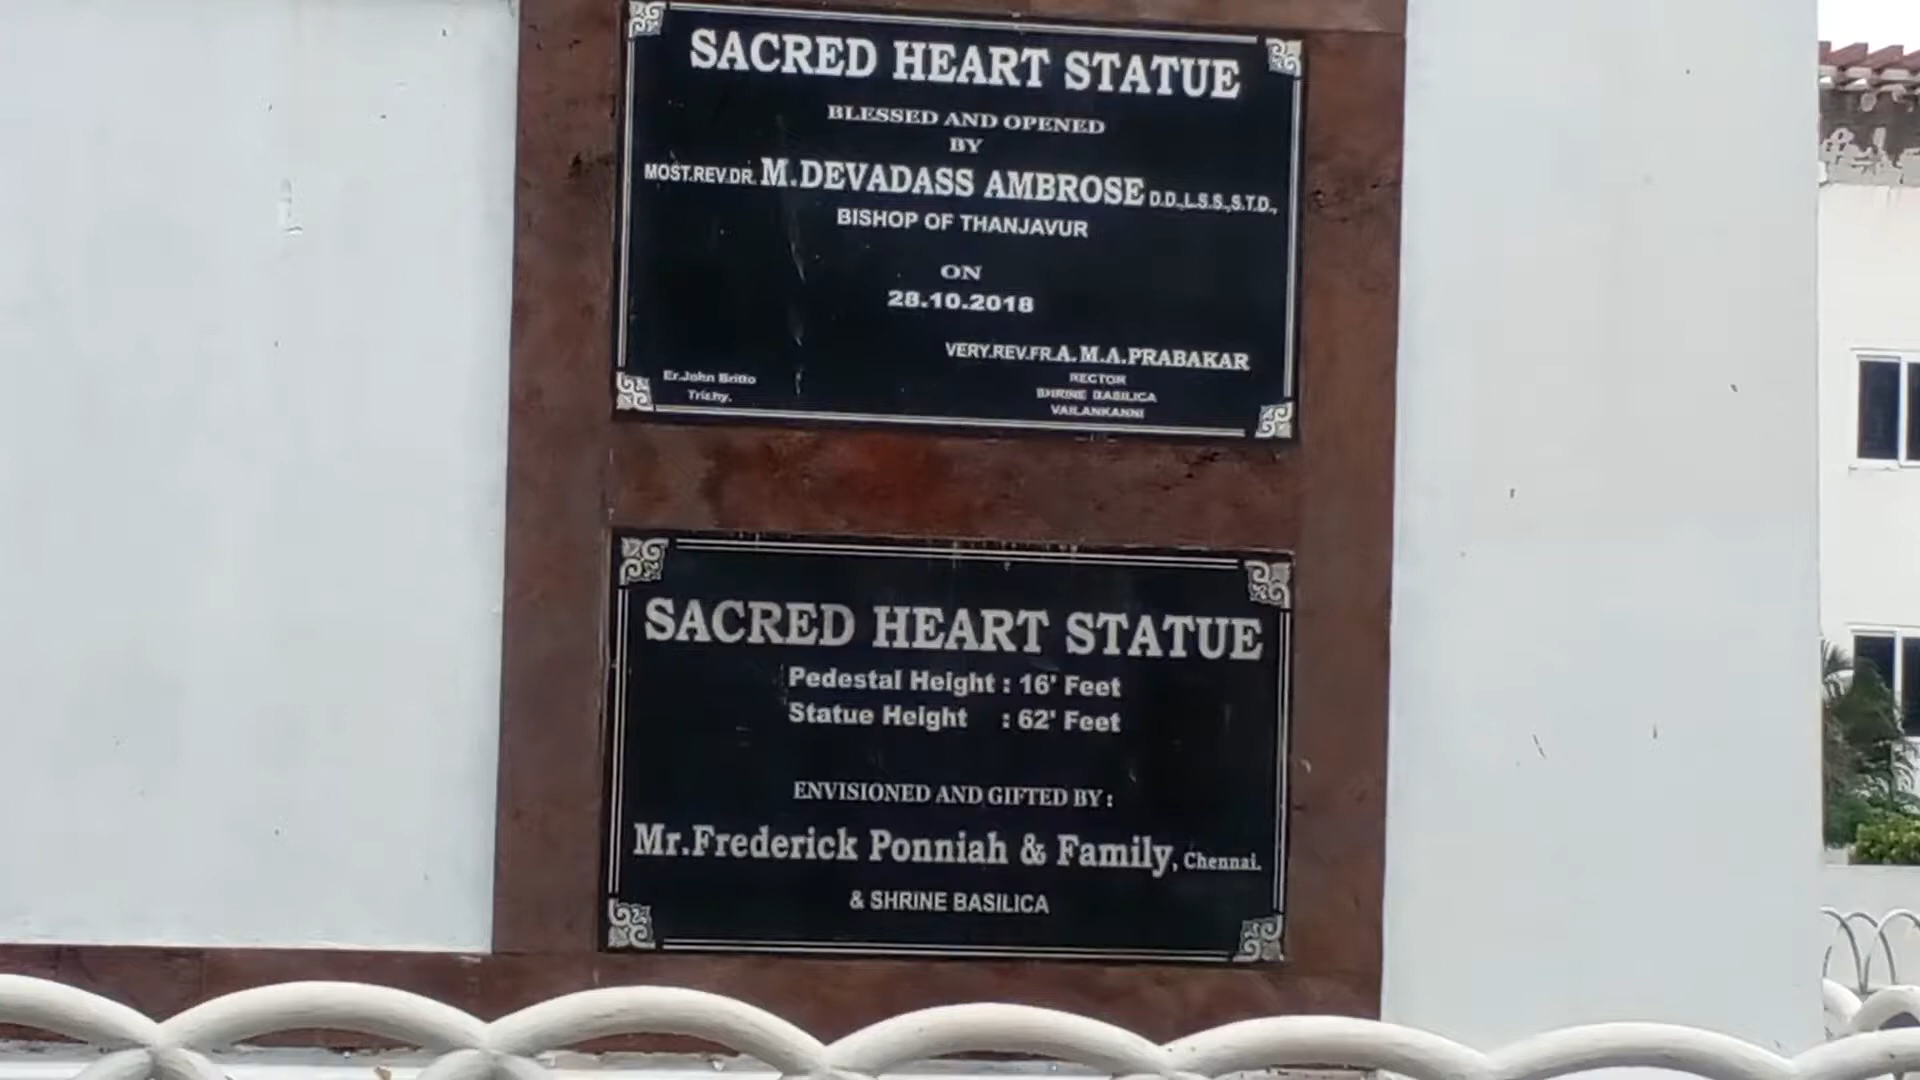 SACRED HEART STATUE
BLESSED AND OPENED
BY
MOST.REV.DR. M.DEVADASS AMBROSE D.D.,L.S.S.,S.T.D.,
BISHOP OF THANJAVUR
ON
28.10.2018
VERY.REV.FR.A.M.A.PRABAKAR
RECTOR
SHRINE BASILICA
VAILANKANNI
Er.John Britto
Trichy.
SACRED HEART STATUE
Pedestal Height : 16' Feet
Statue Height : 62' Feet
ENVISIONED AND GIFTED BY :
Mr.Frederick Ponniah & Family, Chennai.
& SHRINE BASILICA